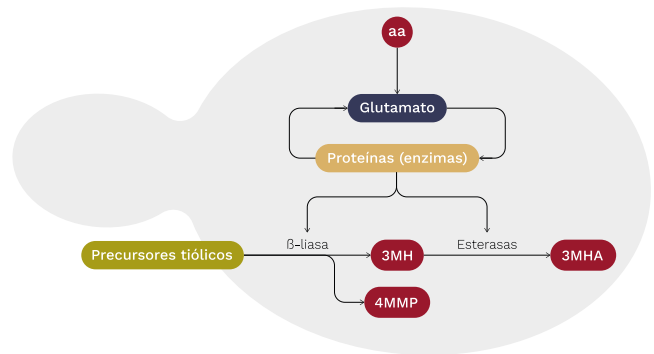 aa
Glutamato
Proteínas (enzimas)
ß-liasa
Esterasas
Precursores tiólicos
3MH
3MHA
4MMP